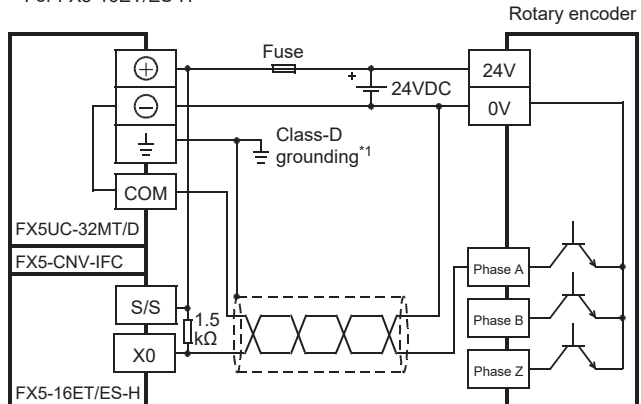 Rotary encoder
Fuse
24V
+
24VDC
0V
Class-D
grounding*1
COM
FX5UC-32MT/D
FX5-CNV-IFC
Phase A
S/S
1.5
kΩ
Phase B
X0
Phase Z
FX5-16ET/ES-H